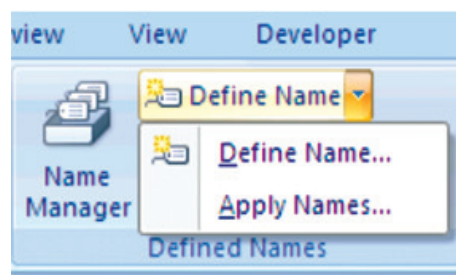 view View Developer
Define Name
Define Name...
Apply Names...
Name
Manager
Defined Names